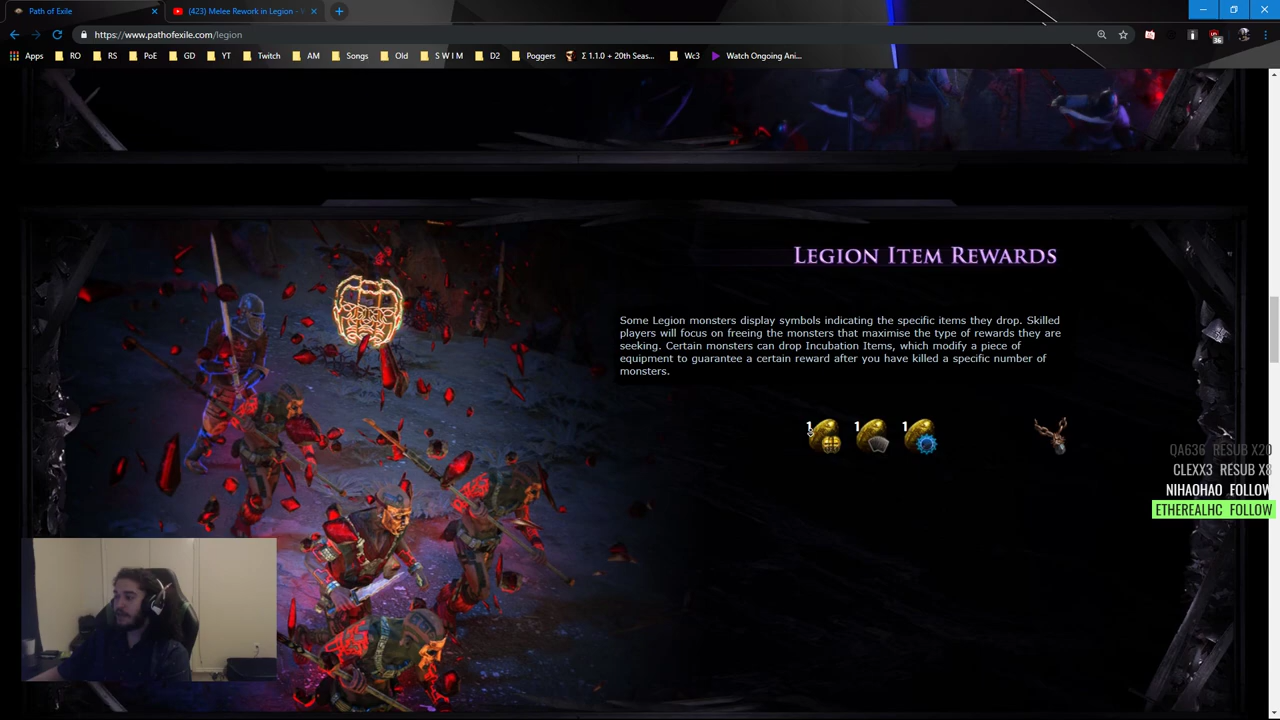 Path of Exile
(423) Melee Rework in Legion -
https://www.pathofexile.com/legion
Apps RO RS PoE GD YT Twitch AM Songs Old S W I M D2 Poggers Σ 1.1.0 + 20th Seas... Wc3 Watch Ongoing Ani...
LEGION ITEM REWARDS
Some Legion monsters display symbols indicating the specific items they drop. Skilled
players will focus on freeing the monsters that maximise the type of rewards they are
seeking. Certain monsters can drop Incubation Items, which modify a piece of
equipment to guarantee a certain reward after you have killed a specific number of
monsters.
1 1 1
QA636 RESUB X20
CLEXX3 RESUB X8
NIHAOHAO FOLLOW
ETHEREALHC FOLLOW